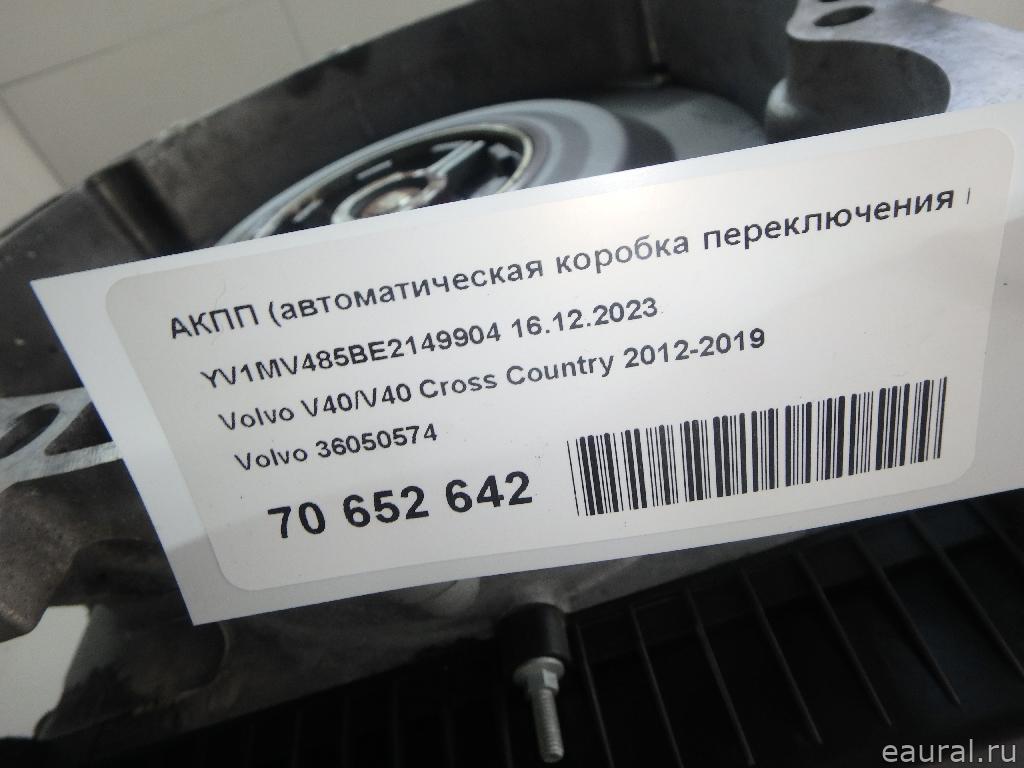 АКПП (автоматическая коробка переключения
YV1MV485BE2149904 16.12.2023
Volvo V40/V40 Cross Country 2012-2019
Volvo 36050574
70 652 642
eaural.ru